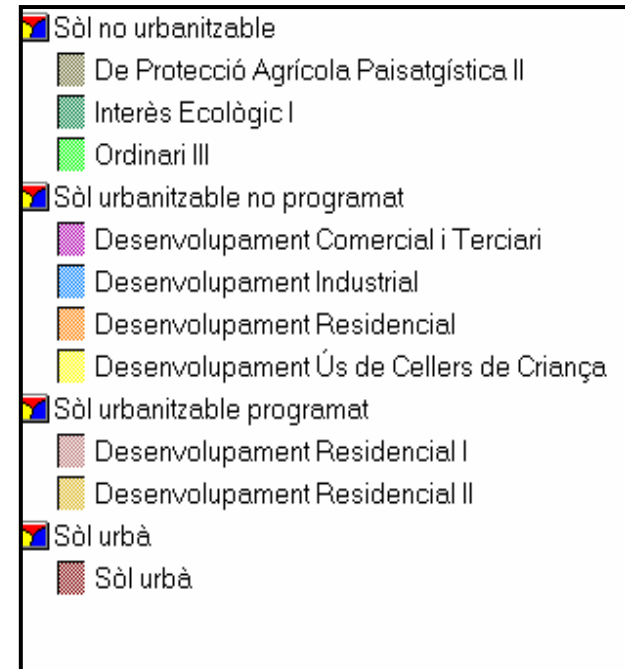 Sòl no urbanitzable
De Protecció Agrícola Paisatgística II
Interès Ecològic I
Ordinari III
Sòl urbanitzable no programat
Desenvolupament Comercial i Terciari
Desenvolupament Industrial
Desenvolupament Residencial
Desenvolupament Ús de Cellers de Criança
Sòl urbanitzable programat
Desenvolupament Residencial I
Desenvolupament Residencial II
Sòl urbà
Sòl urbà